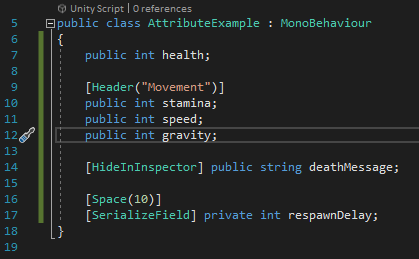 Unity Script | 0 references
5 public class AttributeExample : MonoBehaviour
6 {
7 public int health;
8
9 [Header("Movement")]
10 public int stamina;
11 public int speed;
12 public int gravity;
13
14 [HideInInspector] public string deathMessage;
15
16 [Space(10)]
17 [SerializeField] private int respawnDelay;
18 }
19